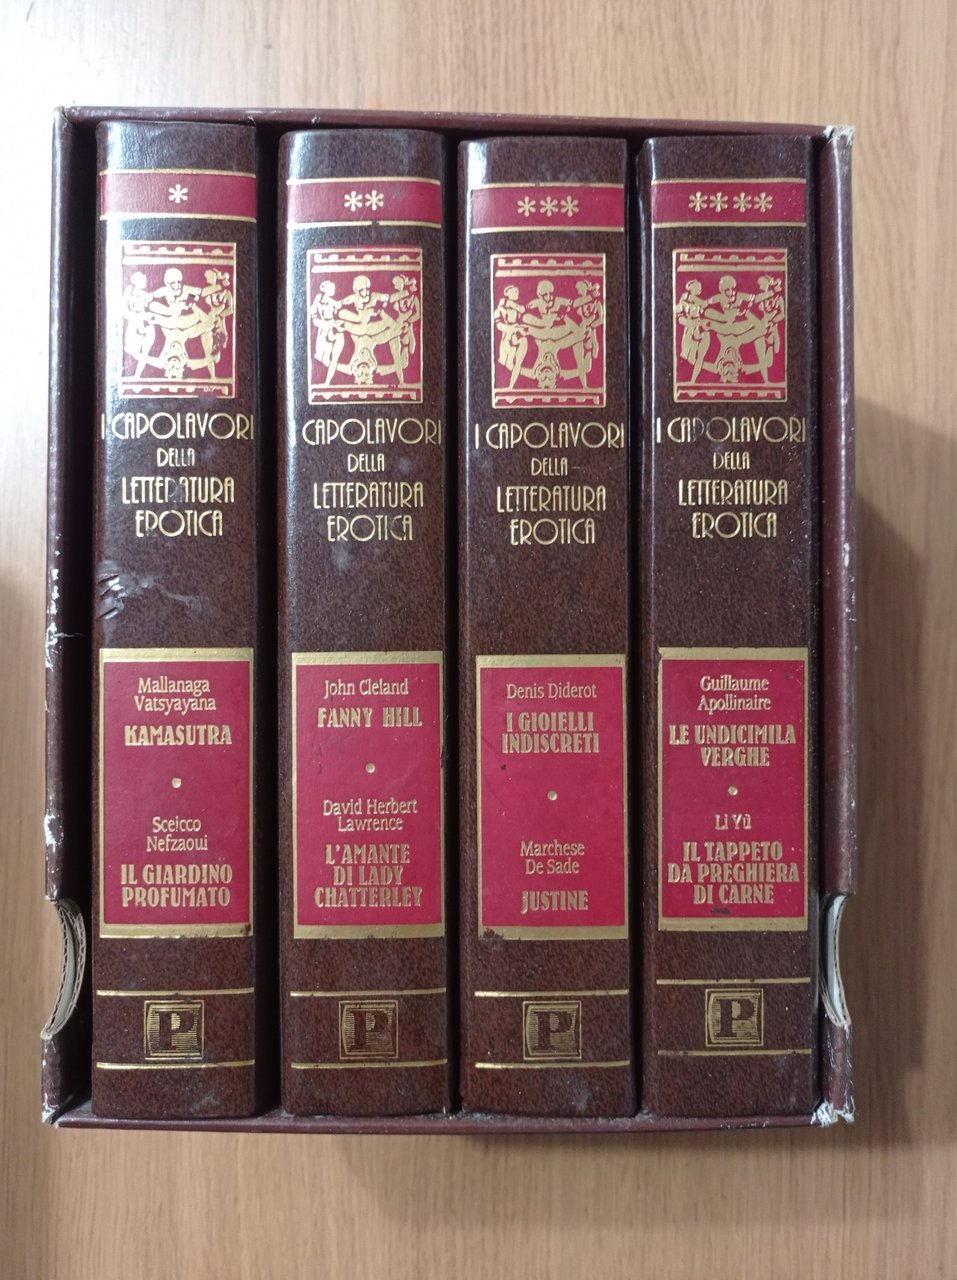 *
I CAPOLAVORI
DELLA
LETTERATURA
EROTICA
Mallanaga
Vatsyayana
KAMASUTRA
Sceicco
Nefzaoui
IL GIARDINO
PROFUMATO
P
**
CAPOLAVORI
DELLA
LETTERATURA
EROTICA
John Cleland
FANNY HILL
David Herbert
Lawrence
L'AMANTE
DI LADY
CHATTERLEY
P
***
I CAPOLAVORI
DELLA
LETTERATURA
EROTICA
Denis Diderot
I GIOIELLI
INDISCRETI
Marchese
De Sade
JUSTINE
P
****
I CAPOLAVORI
DELLA
LETTERATURA
EROTICA
Guillaume
Apollinaire
LE UNDICIMILA
VERGHE
Li Yü
IL TAPPETO
DA PREGHIERA
DI CARNE
P